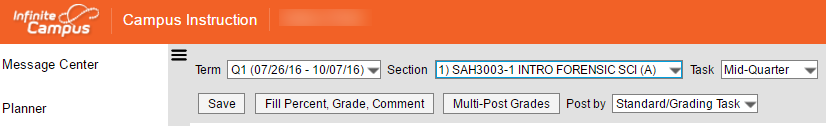 Infinite
Campus
Campus Instruction
Message Center
Term Q1 (07/26/16 - 10/07/16) Section 1) SAH3003-1 INTRO FORENSIC SCI (A) Task Mid-Quarter
Planner
Save Fill Percent, Grade, Comment Multi-Post Grades Post by Standard/Grading Task